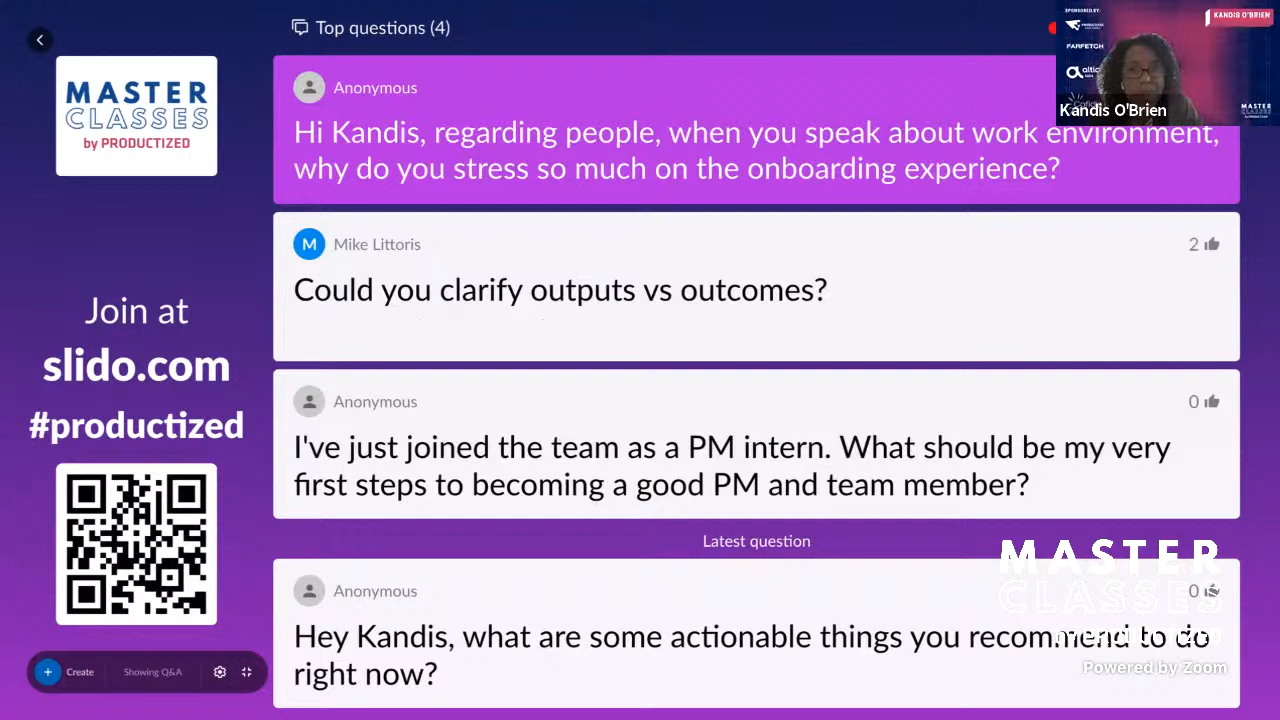 Top questions (4)
MASTER
CLASSES
by PRODUCTIZED
Anonymous
Hi Kandis, regarding people, when you speak about work environment,
why do you stress so much on the onboarding experience?
SPONSORED BY:
FARFETCH
altic
KANDIS O'BRIEN
Kandis O'Brien
MASTER
CLASSES
M
Mike Littoris
2
Could you clarify outputs vs outcomes?
Join at
slido.com
#productized
Anonymous
0
I've just joined the team as a PM intern. What should be my very
first steps to becoming a good PM and team member?
Latest question
MASTER
CLASSES
Anonymous
0
Hey Kandis, what are some actionable things you recommend to do
right now?
Powered by Zoom
+ Create
Showing Q&A